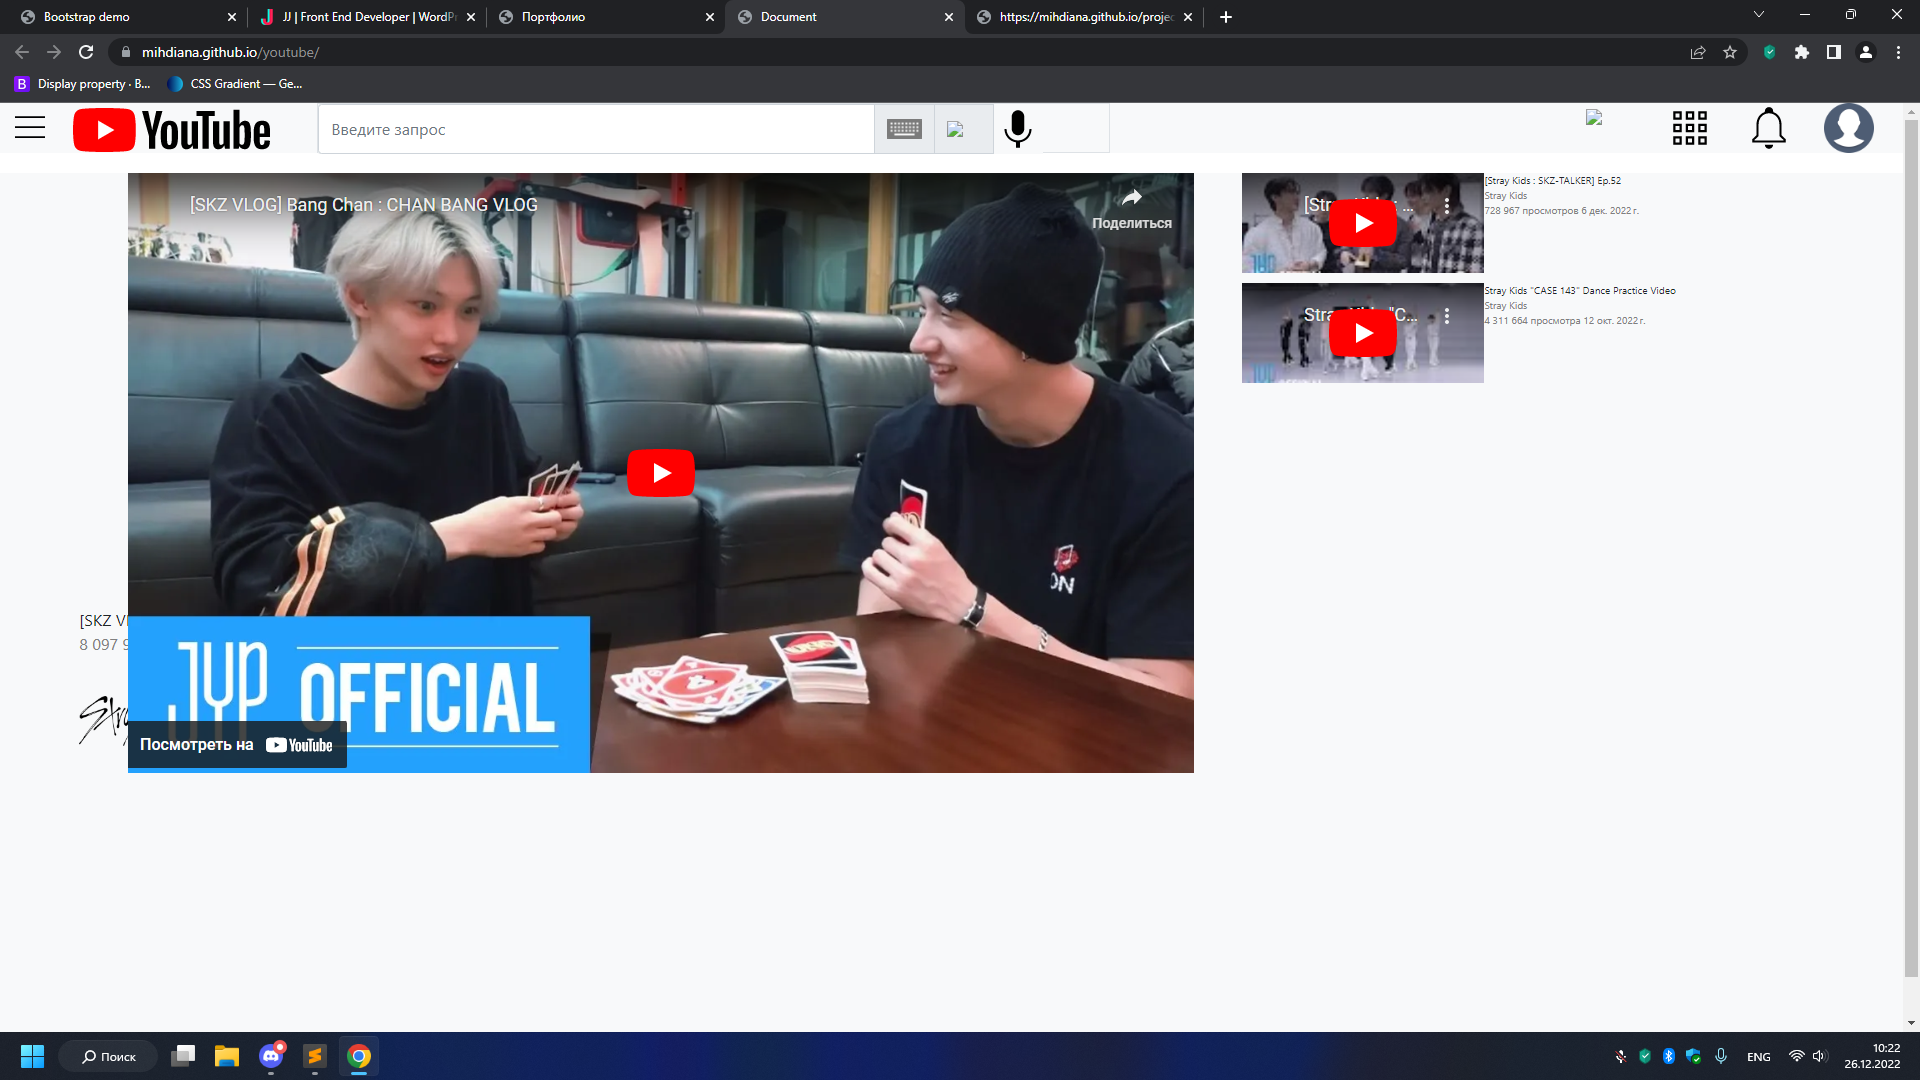 Bootstrap demo
JJ | Front End Developer | WordPr
Портфолио
Document
https://mihdiana.github.io/projec
mihdiana.github.io/youtube/
B Display property · B...
CSS Gradient — Ge...
YouTube
Введите запрос
[SKZ VLOG] Bang Chan : CHAN BANG VLOG
Поделиться
[Stray Kids : SKZ-TALKER] Ep.52
Stray Kids
728 967 просмотров 6 дек. 2022 г.
Stray Kids "CASE 143" Dance Practice Video
Stray Kids
4 311 664 просмотра 12 окт. 2022 г.
[SKZ VI
8 097 9
JYP OFFICIAL
Посмотреть на YouTube
Поиск
ENG
10:22
26.12.2022